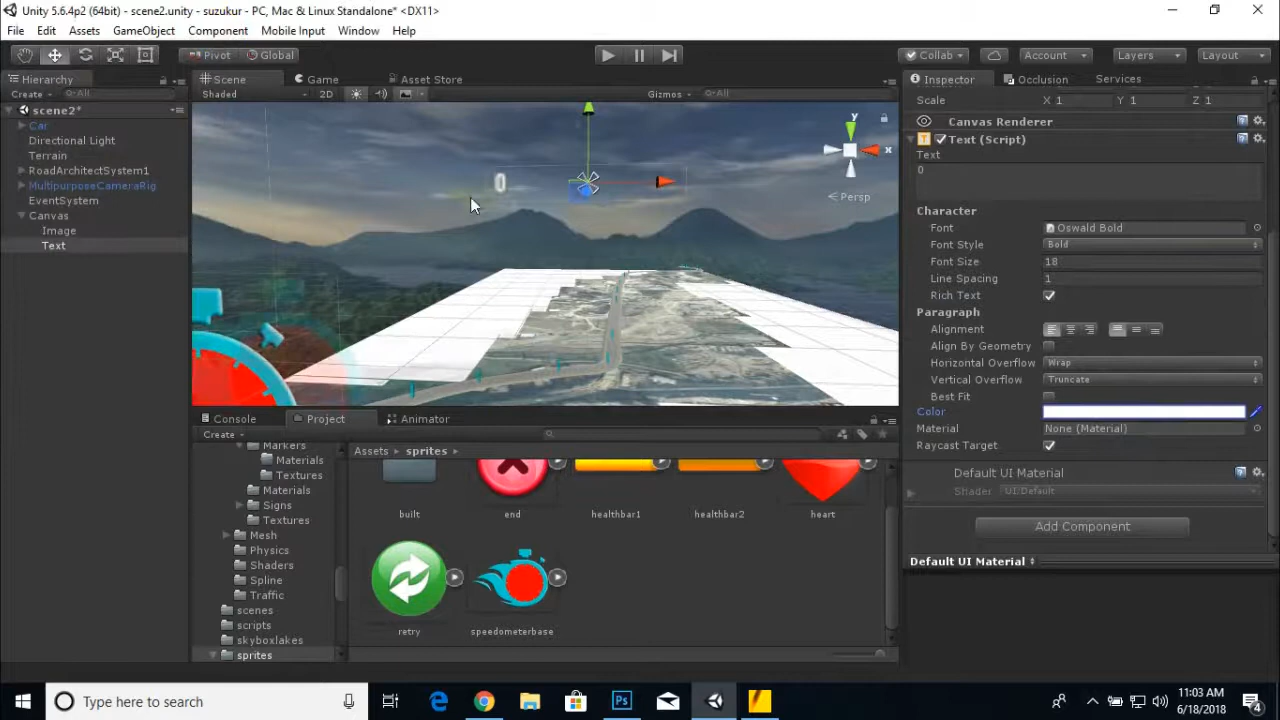 Unity 5.6.4p2 (64bit) - scene2.unity - suzukur - PC, Mac & Linux Standalone* <DX11>
File Edit Assets GameObject Component Mobile Input Window Help
Pivot Global Collab Account Layers Layout
Hierarchy Scene Game Asset Store Inspector Occlusion Services
Create All Shaded 2D Gizmos All Scale X 1 Y 1 Z 1
scene2*
Car
Directional Light
Terrain
RoadArchitectSystem1
MultipurposeCameraRig
EventSystem
Canvas
Image
Text
0
y
x
Persp
Canvas Renderer
Text (Script)
Text
0
Character
Font Oswald Bold
Font Style Bold
Font Size 18
Line Spacing 1
Rich Text
Paragraph
Alignment
Align By Geometry
Horizontal Overflow Wrap
Vertical Overflow Truncate
Best Fit
Color
Material None (Material)
Raycast Target
Default UI Material
Shader UI/Default
Add Component
Default UI Material
Console Project Animator
Create
Markers
Materials
Textures
Materials
Signs
Textures
Mesh
Physics
Shaders
Spline
Traffic
scenes
scripts
skyboxlakes
sprites
Assets sprites
built end healthbar1 healthbar2 heart
retry speedometerbase
Type here to search
11:03 AM
6/18/2018
4